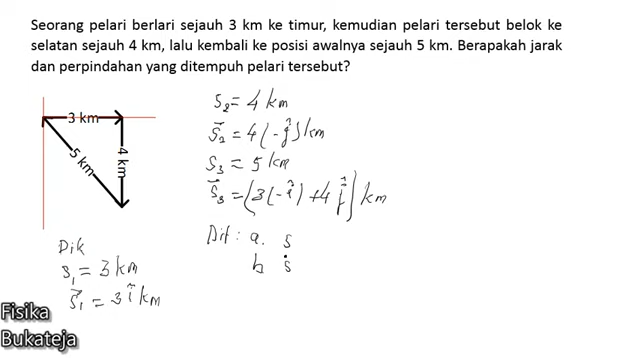 Seorang pelari berlari sejauh 3 km ke timur, kemudian pelari tersebut belok ke
selatan sejauh 4 km, lalu kembali ke posisi awalnya sejauh 5 km. Berapakah jarak
dan perpindahan yang ditempuh pelari tersebut?
3 km
4 km
5 km
Dik
s₁ = 3 km
s⃗₁ = 3 î km
s₂ = 4 km
s⃗₂ = 4(-ĵ) km
s₃ = 5 km
s⃗₃ = (3(-î) + 4 ĵ) km
Dit : a. s
b s
Fisika
Bukateja